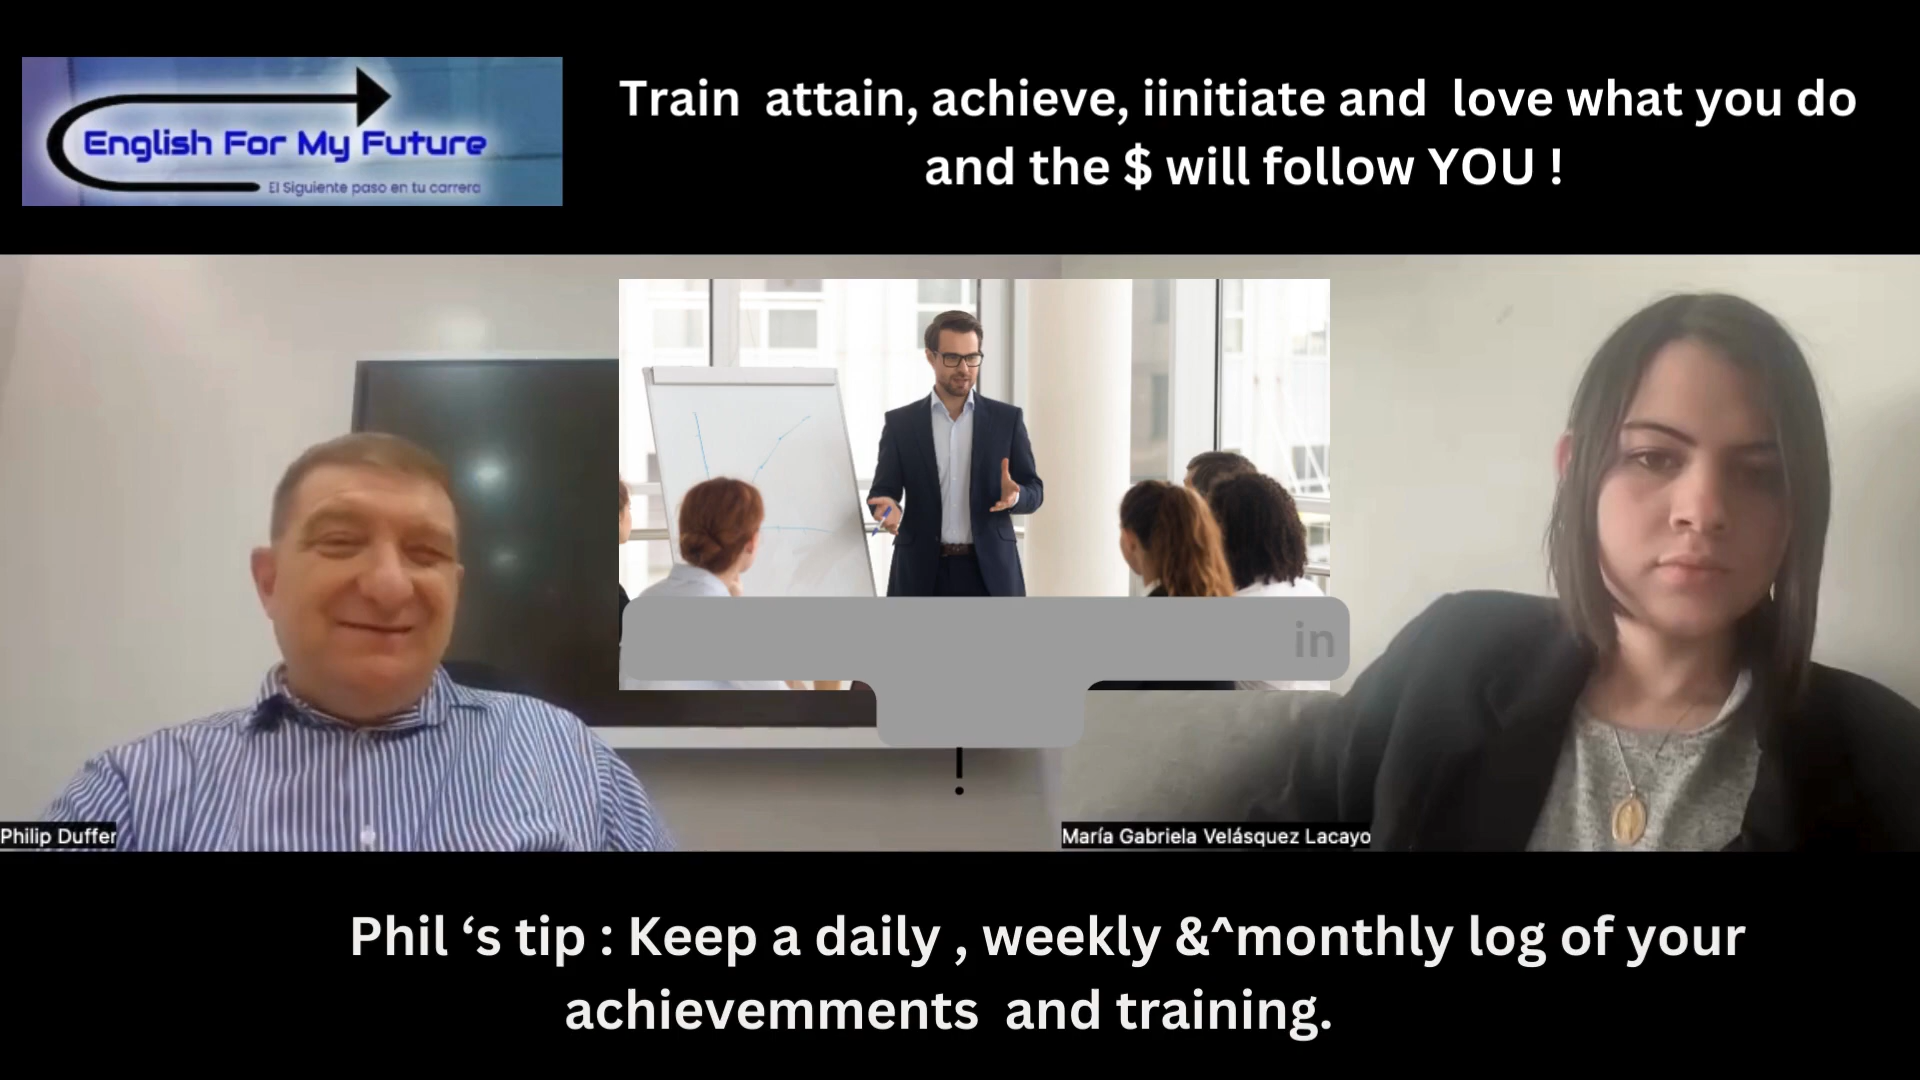 English For My Future
El Siguiente paso en tu carrera
Train attain, achieve, iinitiate and love what you do
and the $ will follow YOU !
in
!
Philip Duffer
María Gabriela Velásquez Lacayo
Phil ‘s tip : Keep a daily , weekly &^monthly log of your
achievemments and training.